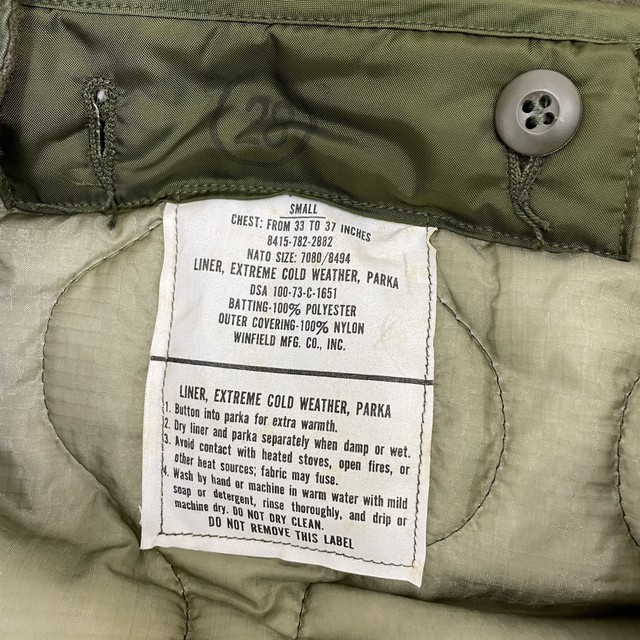 28
SMALL
CHEST: FROM 33 TO 37 INCHES
8415-782-2882
NATO SIZE: 7080/8494
LINER, EXTREME COLD WEATHER, PARKA
DSA 100-73-C-1651
BATTING-100% POLYESTER
OUTER COVERING-100% NYLON
WINFIELD MFG. CO., INC.
LINER, EXTREME COLD WEATHER, PARKA
1. Button into parka for extra warmth.
2. Dry liner and parka separately when damp or wet.
3. Avoid contact with heated stoves, open fires, or
other heat sources; fabric may fuse.
4. Wash by hand or machine in warm water with mild
soap or detergent, rinse thoroughly, and drip or
machine dry. DO NOT DRY CLEAN.
DO NOT REMOVE THIS LABEL